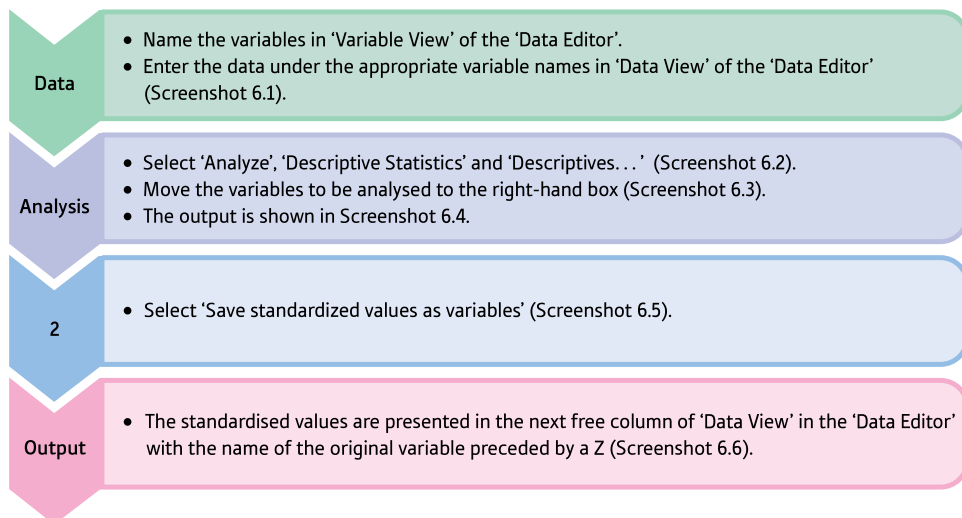 Data
• Name the variables in ‘Variable View’ of the ‘Data Editor’.
• Enter the data under the appropriate variable names in ‘Data View’ of the ‘Data Editor’
(Screenshot 6.1).
Analysis
• Select ‘Analyze’, ‘Descriptive Statistics’ and ‘Descriptives. . . ’ (Screenshot 6.2).
• Move the variables to be analysed to the right-hand box (Screenshot 6.3).
• The output is shown in Screenshot 6.4.
2
• Select ‘Save standardized values as variables’ (Screenshot 6.5).
Output
• The standardised values are presented in the next free column of ‘Data View’ in the ‘Data Editor’
with the name of the original variable preceded by a Z (Screenshot 6.6).